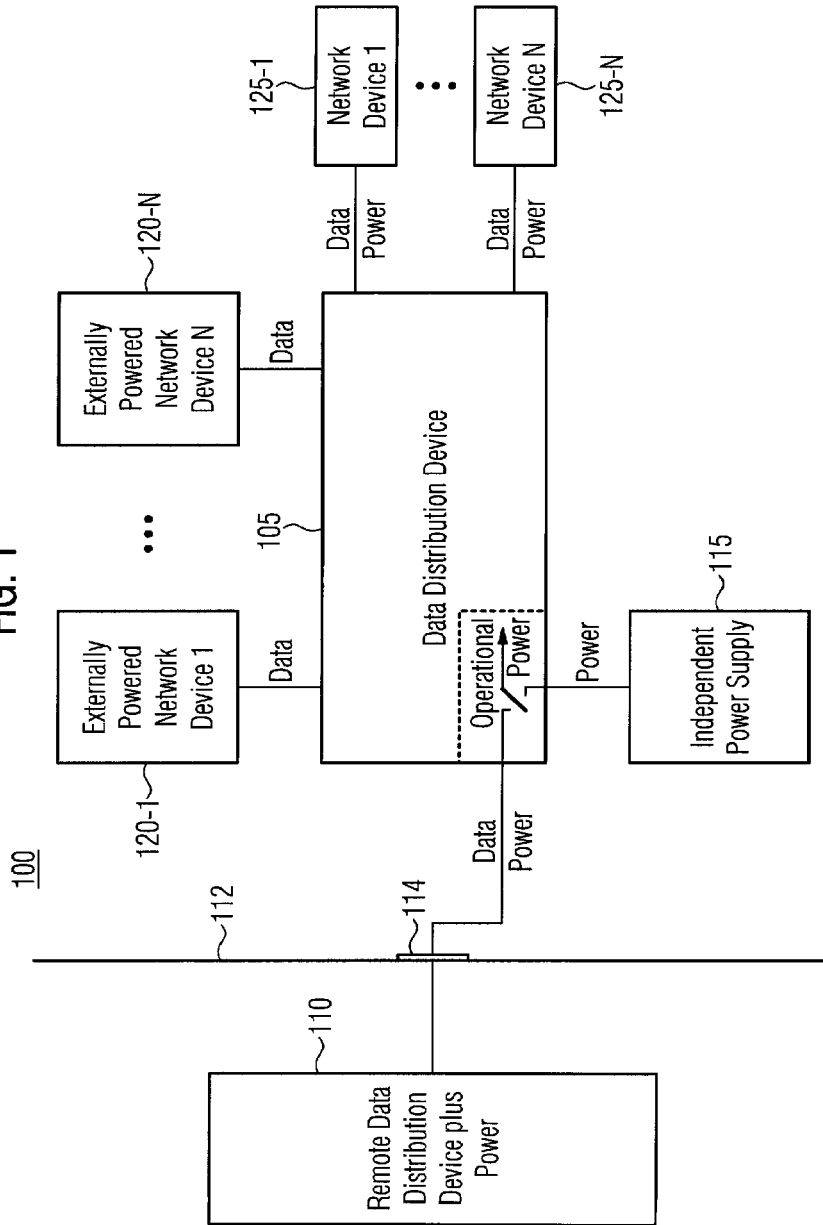 FIG. 1
100
112
114
110
Remote Data
Distribution
Device plus
Power
Data
Power
120-1
Externally
Powered
Network
Device 1
Data
•••
120-N
Externally
Powered
Network
Device N
Data
105
Data Distribution Device
Operational
Power
Power
115
Independent
Power Supply
Data
Power
125-1
Network
Device 1
•••
Data
Power
125-N
Network
Device N